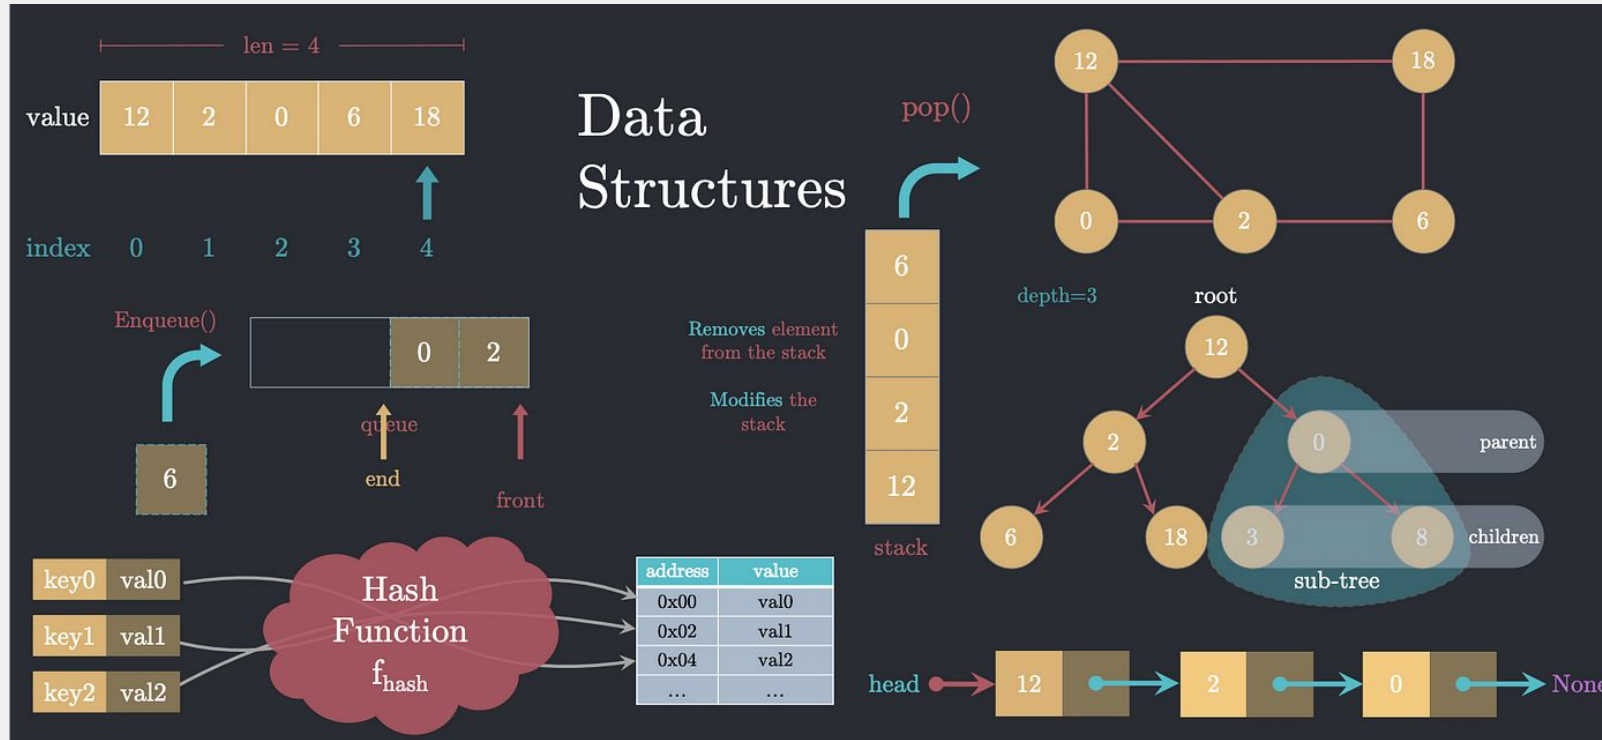 len = 4
value 12 2 0 6 18
index 0 1 2 3 4
Data
Structures
Enqueue()
0 2
queue
6
end
front
pop()
6
0
2
12
stack
Removes element
from the stack
Modifies the
stack
12 18
0 2 6
depth=3
root
12
2 0 parent
6 18 3 8 children
sub-tree
key0 val0
key1 val1
key2 val2
Hash
Function
fhash
address value
0x00 val0
0x02 val1
0x04 val2
... ...
head 12 2 0 None